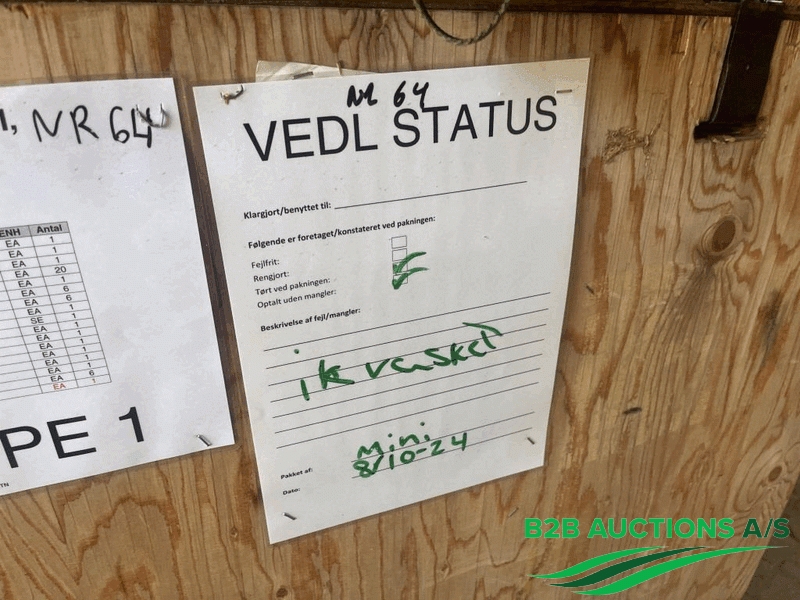 I, NR 64
ENH Antal
EA 1
EA 1
EA 1
EA 20
EA 1
EA 6
EA 6
EA 1
SE 1
EA 1
EA 1
EA 1
EA 1
EA 6
EA 1
PE 1
TN
NR 64
VEDL STATUS
Klargjort/benyttet til:
Følgende er foretaget/konstateret ved pakningen:
Fejlfrit:
Rengjort:
Tørt ved pakningen:
Optalt uden mangler:
Beskrivelse af fejl/mangler:
ik vasket
Pakket af: Mini
Dato: 8/10-24
B2B AUCTIONS A/S